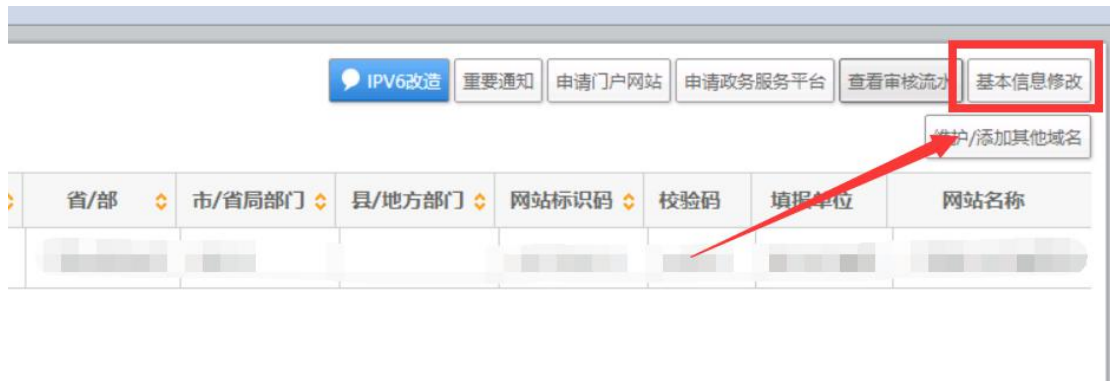 IPV6改造 重要通知 申请门户网站 申请政务服务平台 查看审核流水 基本信息修改
维护/添加其他域名
省/部 市/省局部门 县/地方部门 网站标识码 校验码 填报单位 网站名称